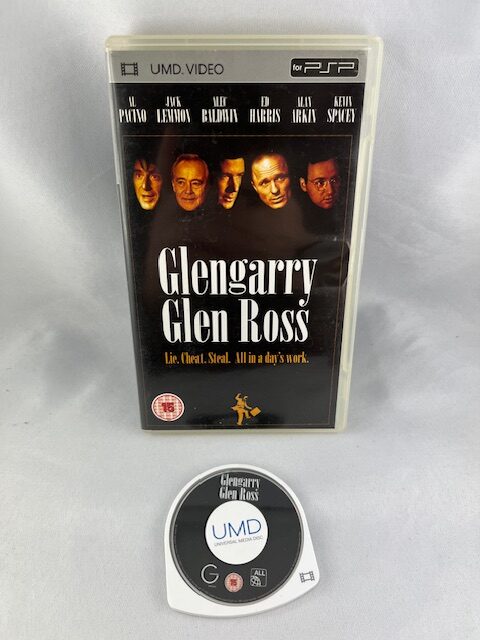 UMD. VIDEO
for PSP
AL PACINO
JACK LEMMON
ALEC BALDWIN
ED HARRIS
ALAN ARKIN
KEVIN SPACEY
Glengarry
Glen Ross
Lie. Cheat. Steal. All in a day's work.
15
Glengarry
Glen Ross
UMD
UNIVERSAL MEDIA DISC
G
15
ALL